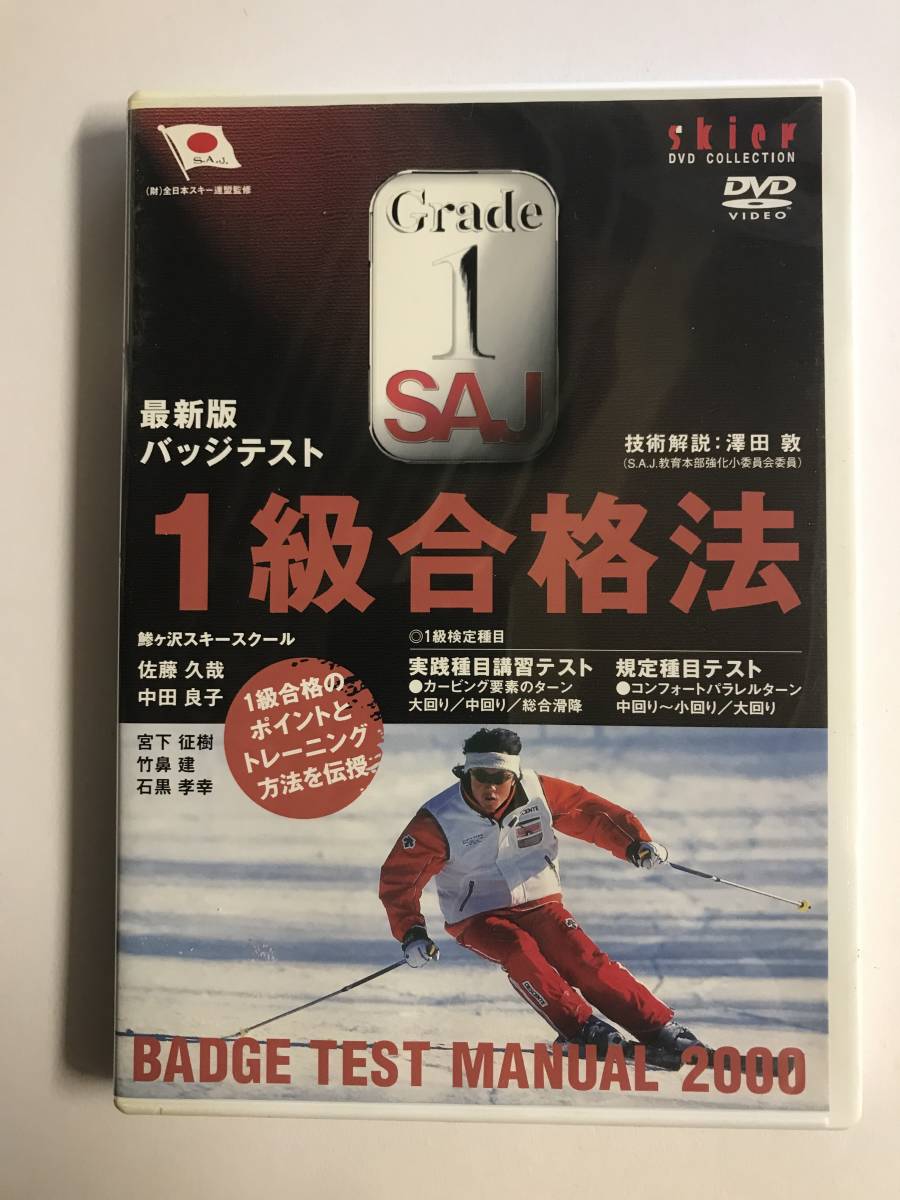 S.A.J.
(財)全日本スキー連盟監修
skier
DVD COLLECTION
DVD
VIDEO
TM
Grade
1
SAJ
最新版
バッジテスト
技術解説:澤田 敦
(S.A.J.教育本部強化小委員会委員)
1級合格法
鰺ヶ沢スキースクール
佐藤 久哉
中田 良子
宮下 征樹
竹鼻 建
石黒 孝幸
1級合格の
ポイントと
トレーニング
方法を伝授
◎1級検定種目
実践種目講習テスト
●カービング要素のターン
大回り/中回り/総合滑降
規定種目テスト
●コンフォートパラレルターン
中回り〜小回り/大回り
DESCENTE
BADGE TEST MANUAL 2000